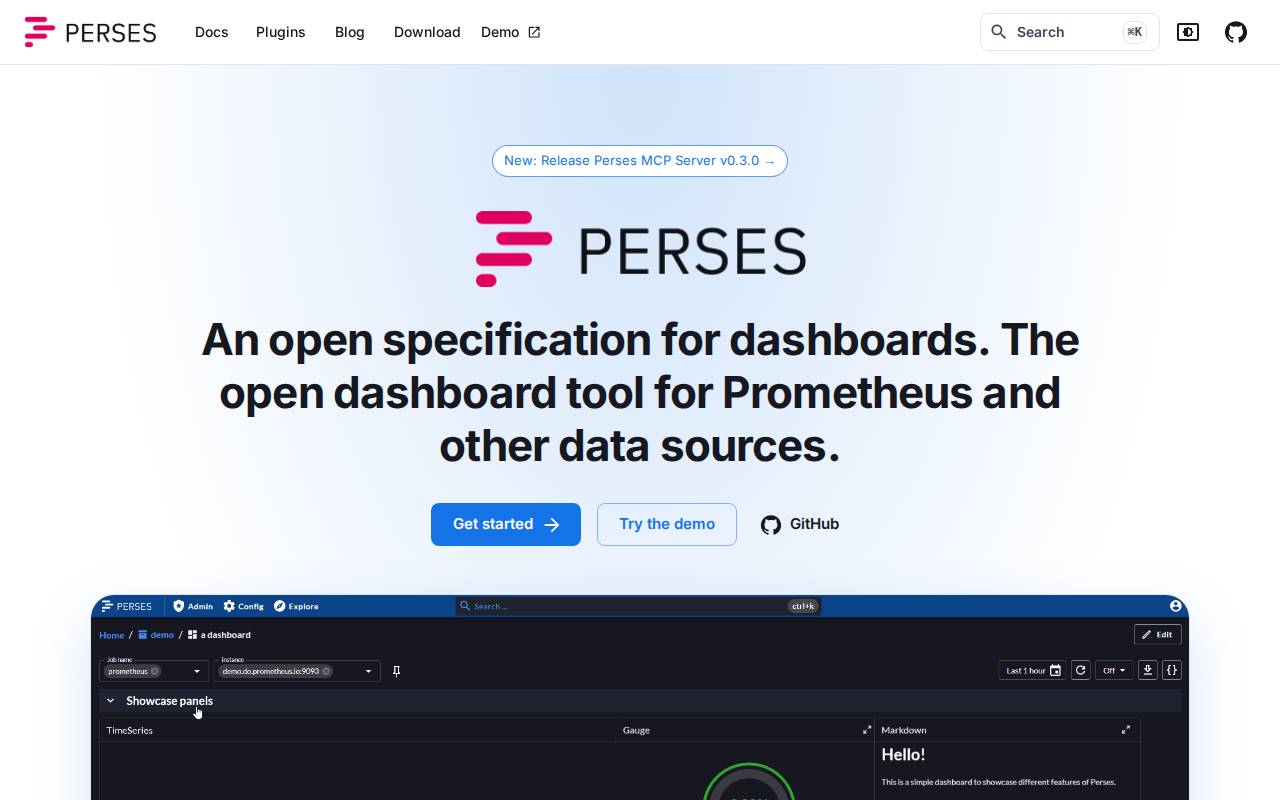 PERSES
Docs
Plugins
Blog
Download
Demo
Search
⌘K
New: Release Perses MCP Server v0.3.0 →
PERSES
An open specification for dashboards. The
open dashboard tool for Prometheus and
other data sources.
Get started
Try the demo
GitHub
PERSES
Admin
Config
Explore
Search ...
ctrl+k
Home / demo / a dashboard
Edit
Job name
prometheus
Instance
demo.do.prometheus.io:9093
Last 1 hour
Off
{}
Showcase panels
TimeSeries
Gauge
Markdown
Hello!
This is a simple dashboard to showcase different features of Perses.